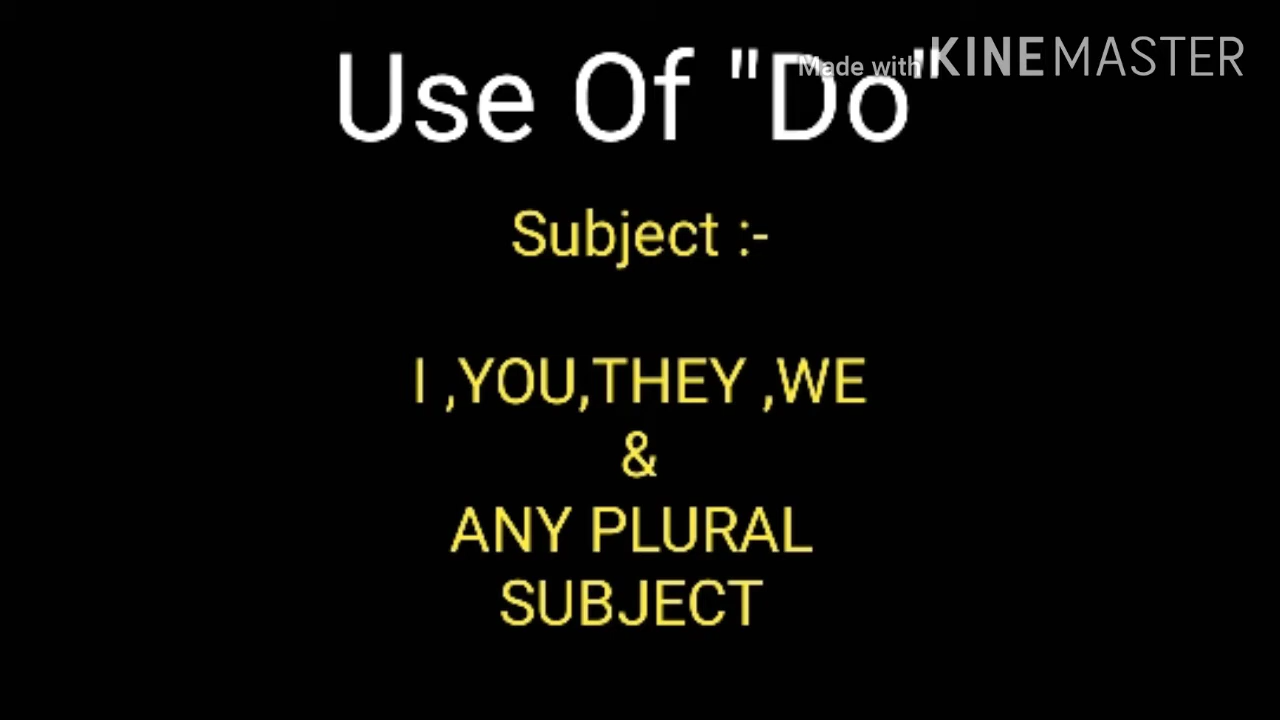 Made with KINEMASTER
Use Of "Do"
Subject :-
I ,YOU,THEY ,WE
&
ANY PLURAL
SUBJECT